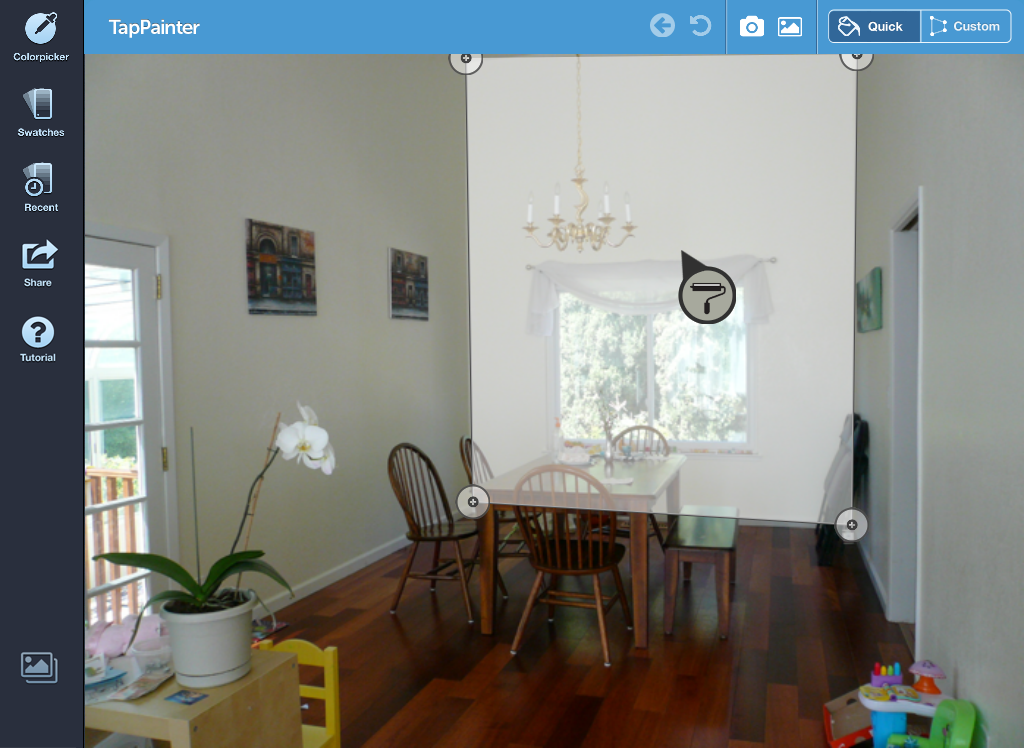 TapPainter
Quick
Custom
Colorpicker
Swatches
Recent
Share
?
Tutorial